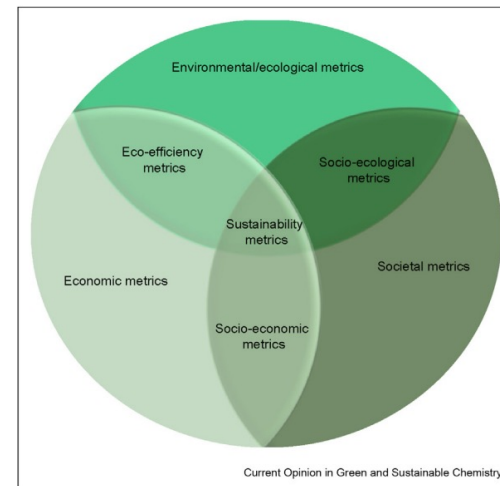 Environmental/ecological metrics
Eco-efficiency
metrics
Socio-ecological
metrics
Sustainability
metrics
Economic metrics
Societal metrics
Socio-economic
metrics
Current Opinion in Green and Sustainable Chemistry